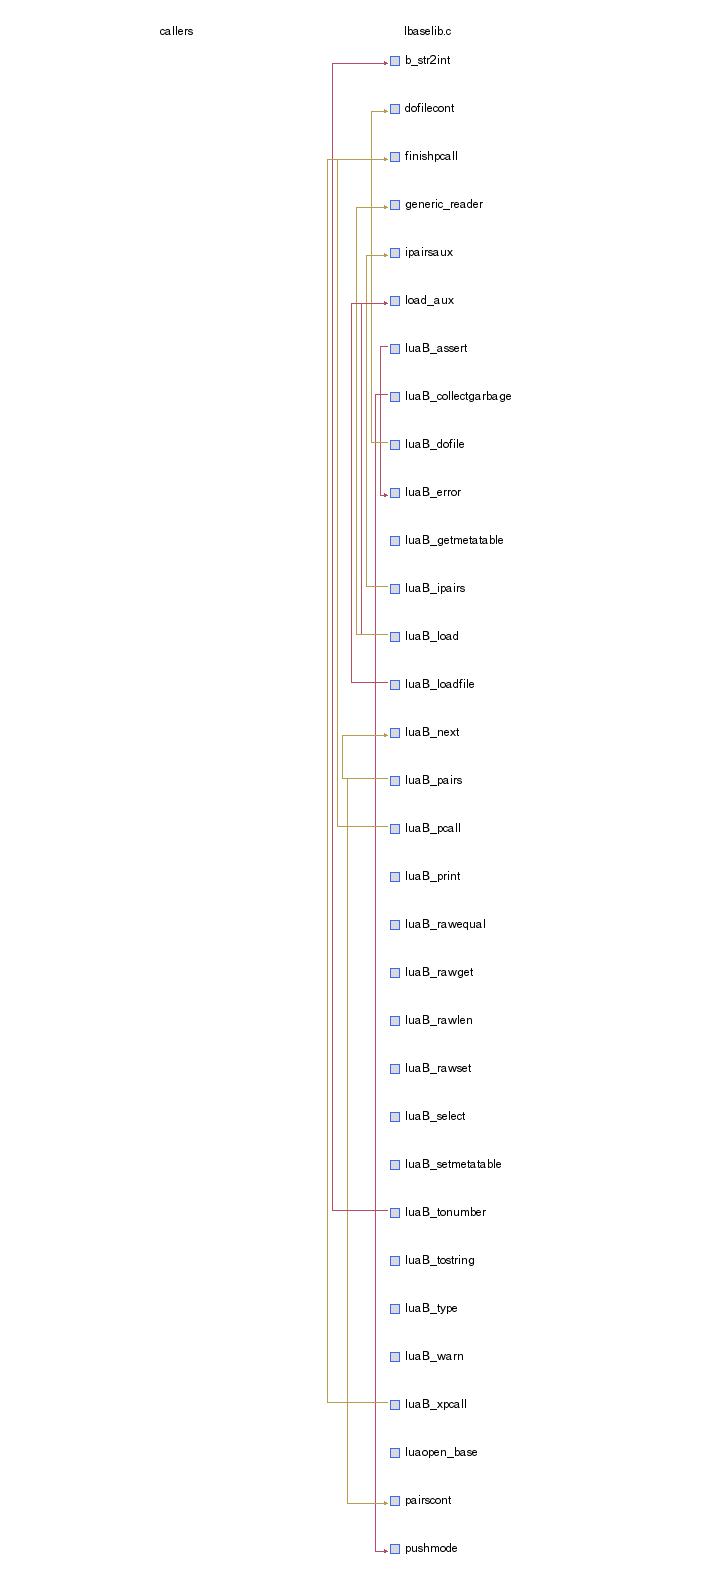 callers lbaselib.c
b_str2int
dofilecont
finishpcall
generic_reader
ipairsaux
load_aux
luaB_assert
luaB_collectgarbage
luaB_dofile
luaB_error
luaB_getmetatable
luaB_ipairs
luaB_load
luaB_loadfile
luaB_next
luaB_pairs
luaB_pcall
luaB_print
luaB_rawequal
luaB_rawget
luaB_rawlen
luaB_rawset
luaB_select
luaB_setmetatable
luaB_tonumber
luaB_tostring
luaB_type
luaB_warn
luaB_xpcall
luaopen_base
pairscont
pushmode